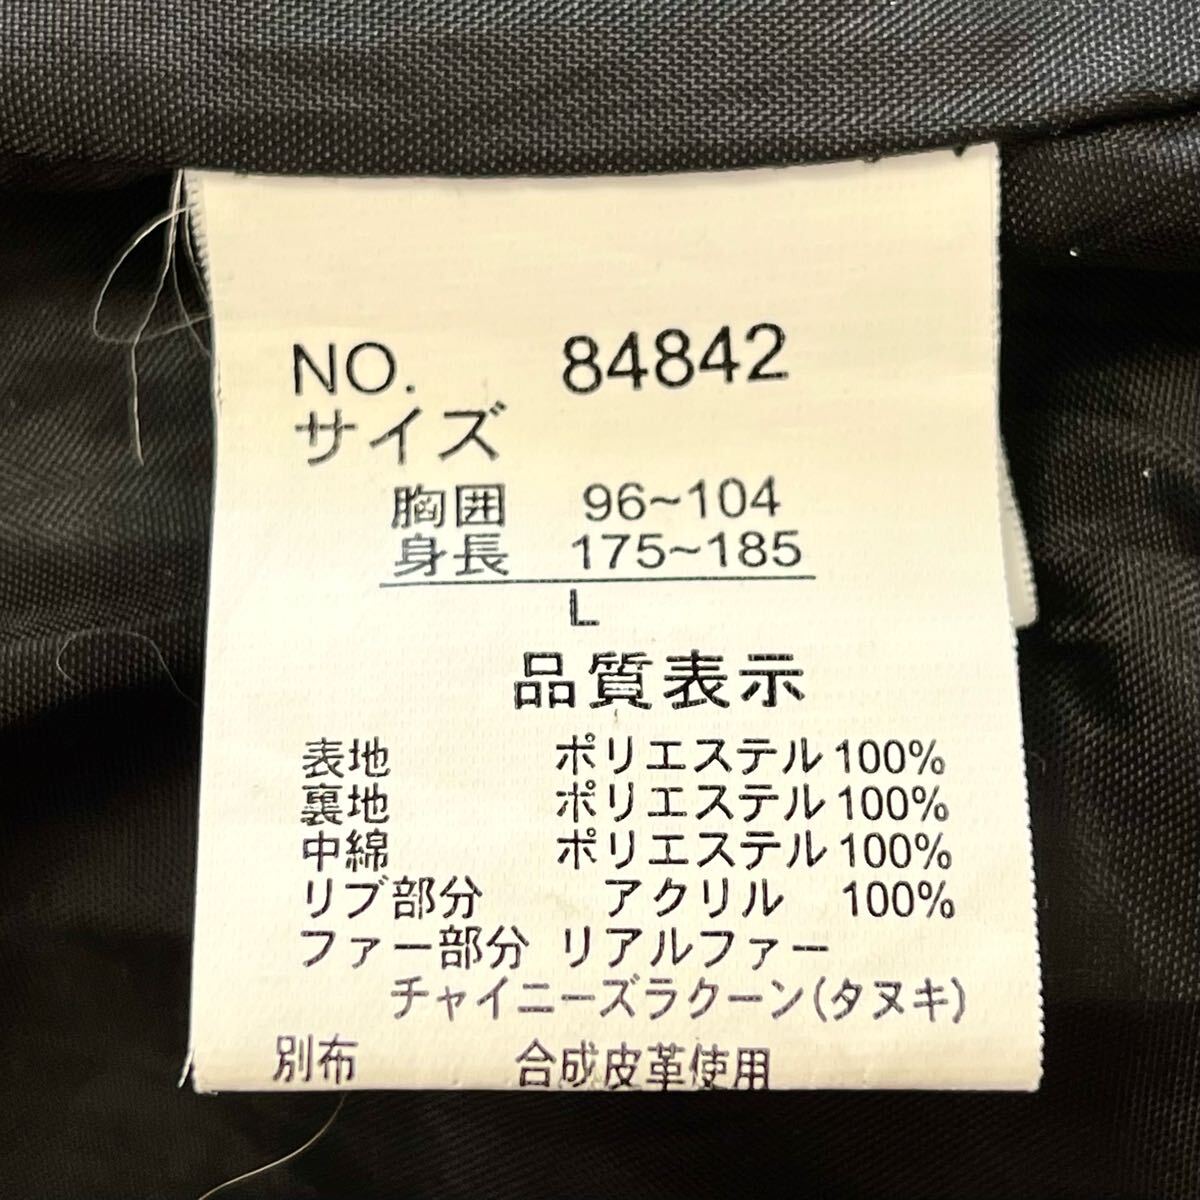 NO. 84842
サイズ
胸囲 96~104
身長 175~185
L
品質表示
表地 ポリエステル100%
裏地 ポリエステル100%
中綿 ポリエステル100%
リブ部分 アクリル 100%
ファー部分 リアルファー
チャイニーズラクーン(タヌキ)
別布 合成皮革使用